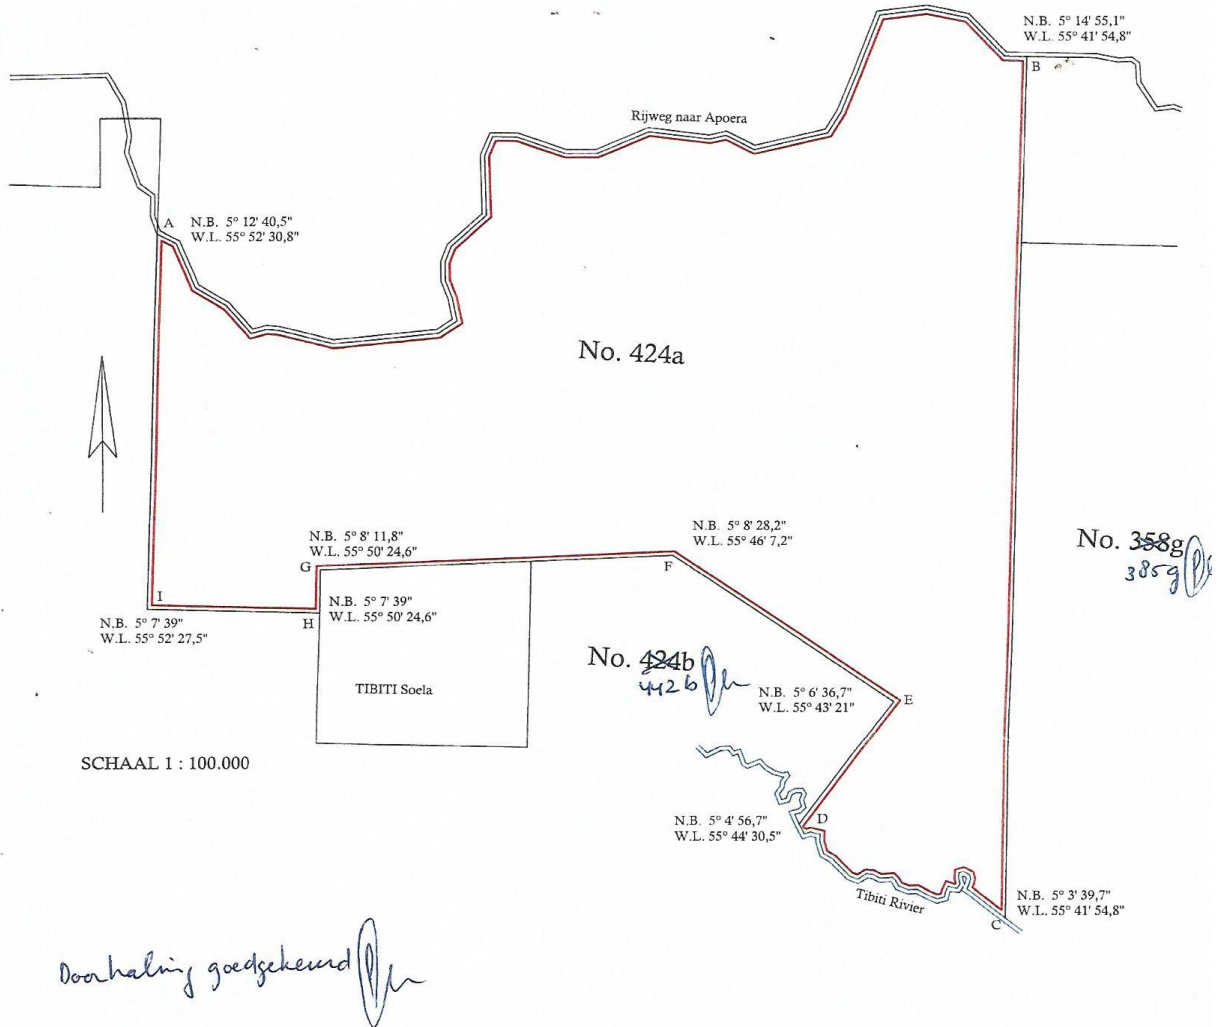 N.B. 5° 14' 55,1"
W.L. 55° 41' 54,8"
B
Rijweg naar Apoera
A
N.B. 5° 12' 40,5"
W.L. 55° 52' 30,8"
No. 424a
N.B. 5° 8' 11,8"
W.L. 55° 50' 24,6"
G
N.B. 5° 8' 28,2"
W.L. 55° 46' 7,2"
F
No. 358g
385g
I
N.B. 5° 7' 39"
W.L. 55° 52' 27,5"
H
N.B. 5° 7' 39"
W.L. 55° 50' 24,6"
No. 424b
442b
TIBITI Soela
N.B. 5° 6' 36,7"
W.L. 55° 43' 21"
E
SCHAAL 1 : 100.000
N.B. 5° 4' 56,7"
W.L. 55° 44' 30,5"
D
Tibiti Rivier
N.B. 5° 3' 39,7"
W.L. 55° 41' 54,8"
C
Doorhaling goedgekeurd